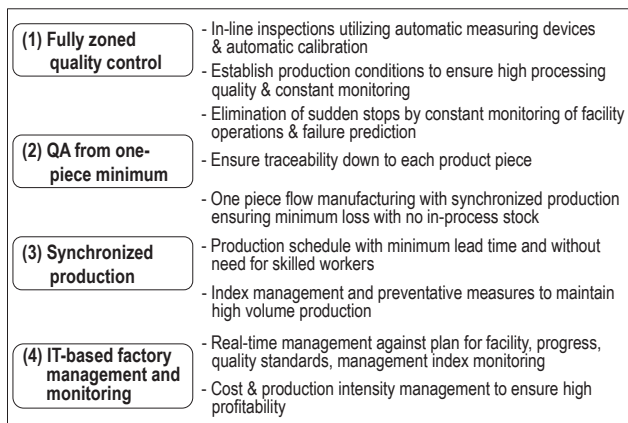 (1) Fully zoned
quality control
- In-line inspections utilizing automatic measuring devices
& automatic calibration
- Establish production conditions to ensure high processing
quality & constant monitoring
- Elimination of sudden stops by constant monitoring of facility
operations & failure prediction
(2) QA from one-
piece minimum
- Ensure traceability down to each product piece
- One piece flow manufacturing with synchronized production
ensuring minimum loss with no in-process stock
(3) Synchronized
production
- Production schedule with minimum lead time and without
need for skilled workers
- Index management and preventative measures to maintain
high volume production
(4) IT-based factory
management and
monitoring
- Real-time management against plan for facility, progress,
quality standards, management index monitoring
- Cost & production intensity management to ensure high
profitability